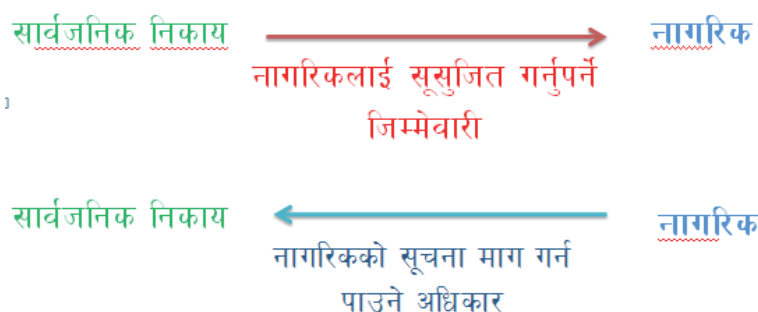 सार्वजनिक निकाय नागरिक
नागरिकलाई सूसुजित गर्नुपर्ने
जिम्मेवारी
सार्वजनिक निकाय नागरिक
नागरिकको सूचना माग गर्न
पाउने अधिकार